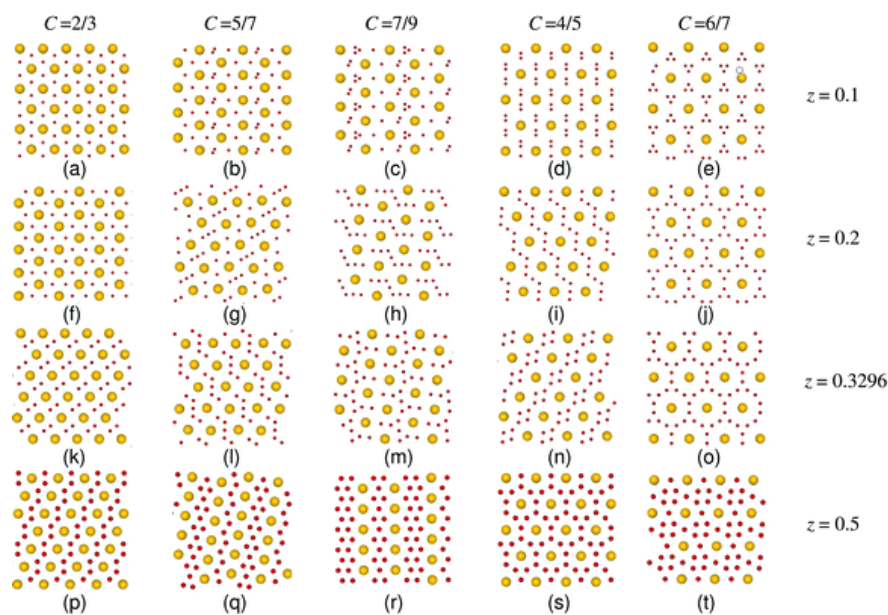 C=2/3 C=5/7 C=7/9 C=4/5 C=6/7
z = 0.1
(a) (b) (c) (d) (e)
z = 0.2
(f) (g) (h) (i) (j)
z = 0.3296
(k) (l) (m) (n) (o)
z = 0.5
(p) (q) (r) (s) (t)